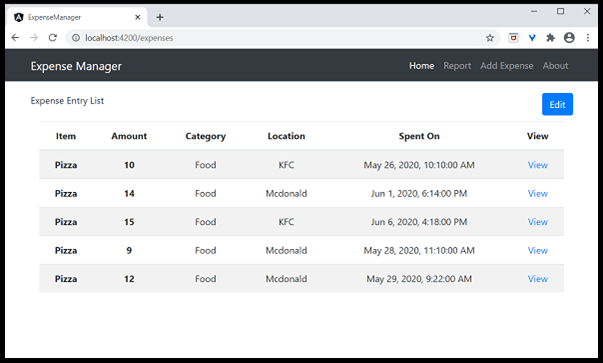 ExpenseManager
localhost:4200/expenses
Expense Manager Home Report Add Expense About
Expense Entry List Edit
Item Amount Category Location Spent On View
Pizza 10 Food KFC May 26, 2020, 10:10:00 AM View
Pizza 14 Food Mcdonald Jun 1, 2020, 6:14:00 PM View
Pizza 15 Food KFC Jun 6, 2020, 4:18:00 PM View
Pizza 9 Food Mcdonald May 28, 2020, 11:10:00 AM View
Pizza 12 Food Mcdonald May 29, 2020, 9:22:00 AM View